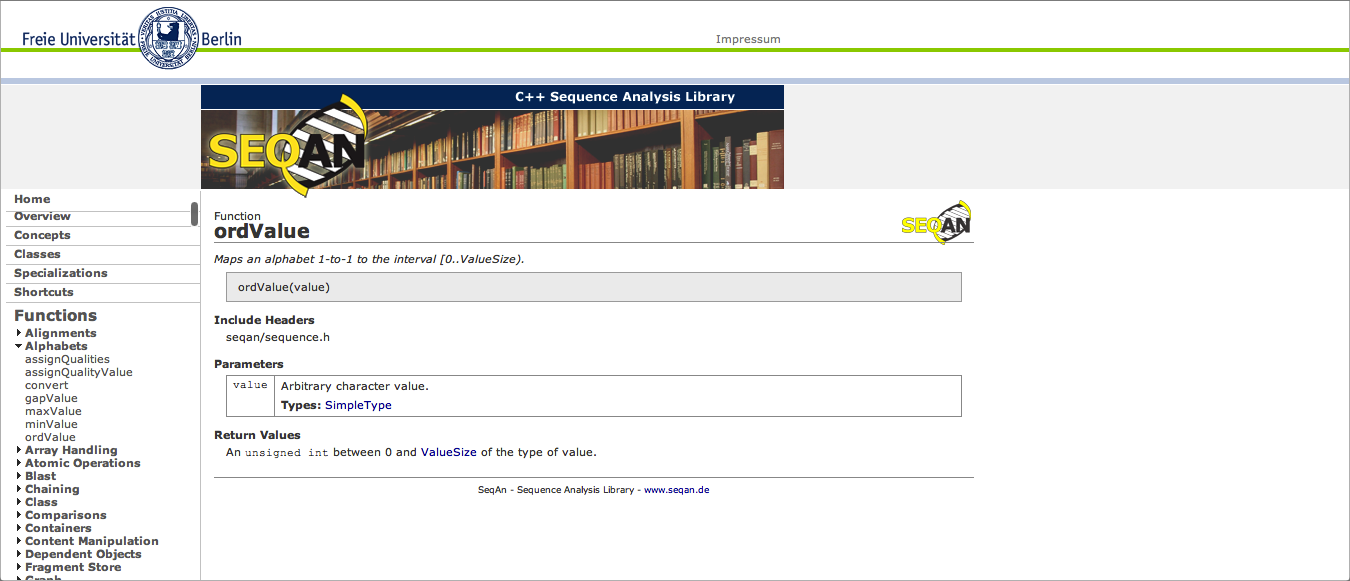 Freie Universität Berlin
Impressum
C++ Sequence Analysis Library
SEQAN
Home
Overview
Concepts
Classes
Specializations
Shortcuts
Functions
Alignments
Alphabets
assignQualities
assignQualityValue
convert
gapValue
maxValue
minValue
ordValue
Array Handling
Atomic Operations
Blast
Chaining
Class
Comparisons
Containers
Content Manipulation
Dependent Objects
Fragment Store
Graph
Function
ordValue
SEQAN
Maps an alphabet 1-to-1 to the interval [0..ValueSize).
ordValue(value)
Include Headers
seqan/sequence.h
Parameters
value Arbitrary character value.
Types: SimpleType
Return Values
An unsigned int between 0 and ValueSize of the type of value.
SeqAn - Sequence Analysis Library - www.seqan.de